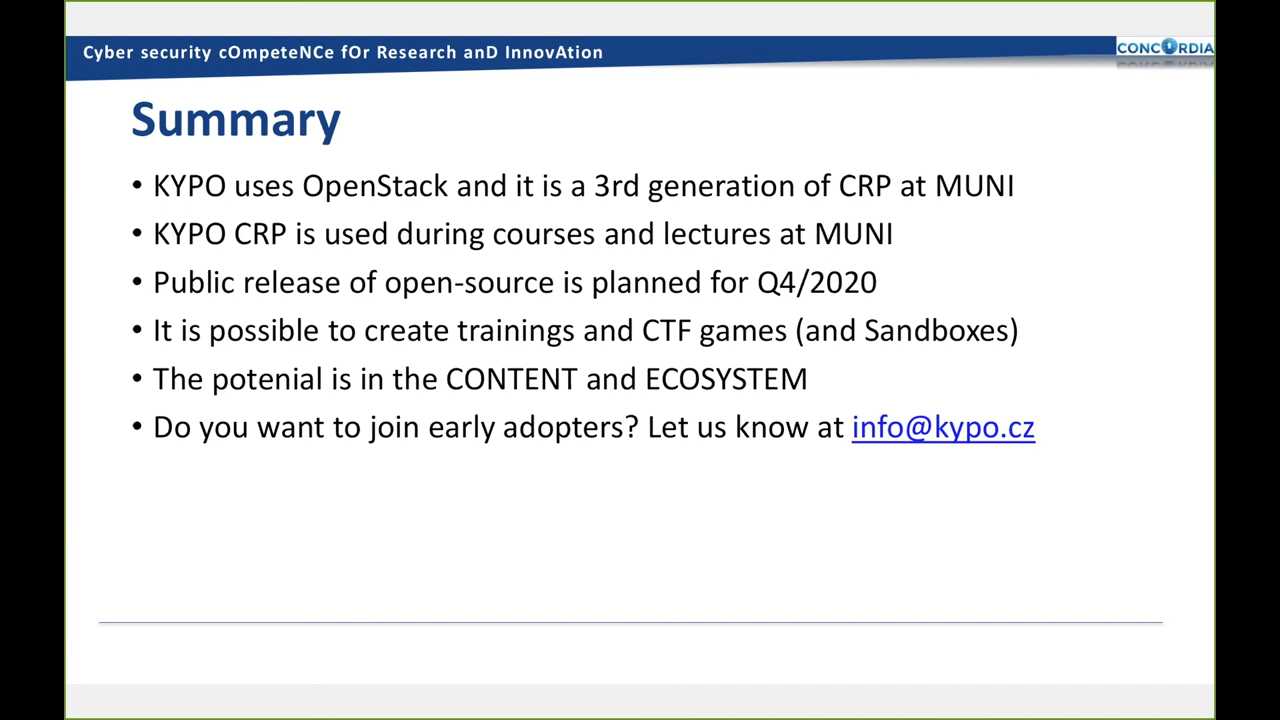 Cyber security cOmpeteNCe fOr Research anD InnovAtion
CONCORDIA
Summary
• KYPO uses OpenStack and it is a 3rd generation of CRP at MUNI
• KYPO CRP is used during courses and lectures at MUNI
• Public release of open-source is planned for Q4/2020
• It is possible to create trainings and CTF games (and Sandboxes)
• The potenial is in the CONTENT and ECOSYSTEM
• Do you want to join early adopters? Let us know at info@kypo.cz